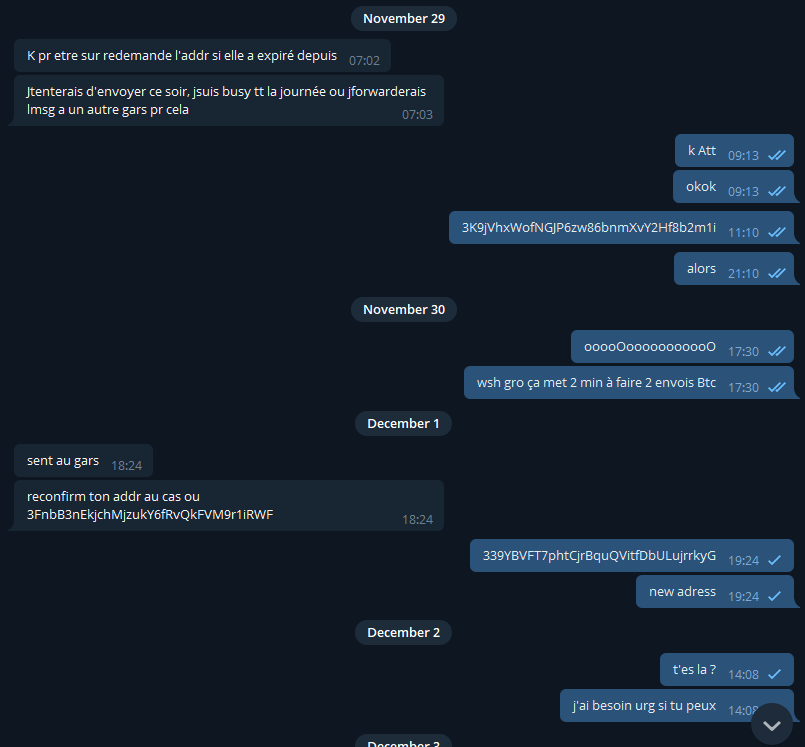 November 29
K pr etre sur redemande l'addr si elle a expiré depuis 07:02
Jtenterais d'envoyer ce soir, jsuis busy tt la journée ou jforwarderais
lmsg a un autre gars pr cela 07:03
k Att 09:13
okok 09:13
3K9jVhxWofNGJP6zw86bnmXvY2Hf8b2m1i 11:10
alors 21:10
November 30
ooooOooooooooooO 17:30
wsh gro ça met 2 min à faire 2 envois Btc 17:30
December 1
sent au gars 18:24
reconfirm ton addr au cas ou
3FnbB3nEkjchMjzukY6fRvQkFVM9r1iRWF 18:24
339YBVFT7phtCjrBquQVitfDbULujrrkyG 19:24
new adress 19:24
December 2
t'es la ? 14:08
j'ai besoin urg si tu peux 14:08
December 3